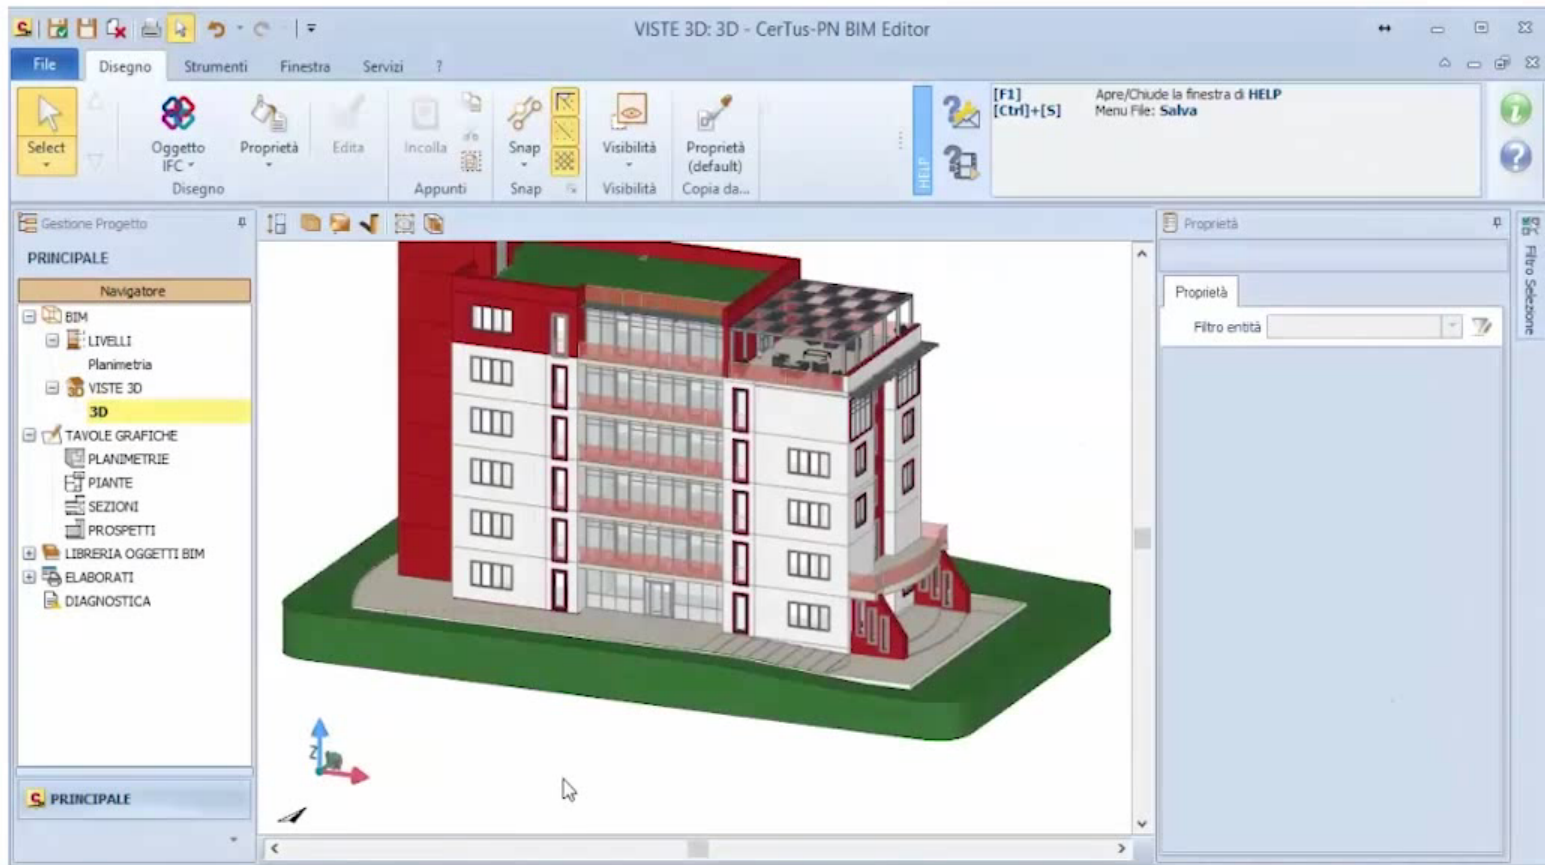 VISTE 3D: 3D - CerTus-PN BIM Editor
File
Disegno
Strumenti
Finestra
Servizi
?
Select
Oggetto
IFC
Proprietà
Edita
Disegno
Incolla
Appunti
Snap
Snap
Visibilità
Visibilità
Proprietà
(default)
Copia da...
HELP
[F1] Apre/Chiude la finestra di HELP
[Ctrl]+[S] Menu File: Salva
Gestione Progetto
PRINCIPALE
Navigatore
BIM
LIVELLI
Planimetria
VISTE 3D
3D
TAVOLE GRAFICHE
PLANIMETRIE
PIANTE
SEZIONI
PROSPETTI
LIBRERIA OGGETTI BIM
ELABORATI
DIAGNOSTICA
PRINCIPALE
Z
Proprietà
Proprietà
Filtro entità
Filtro Selezione